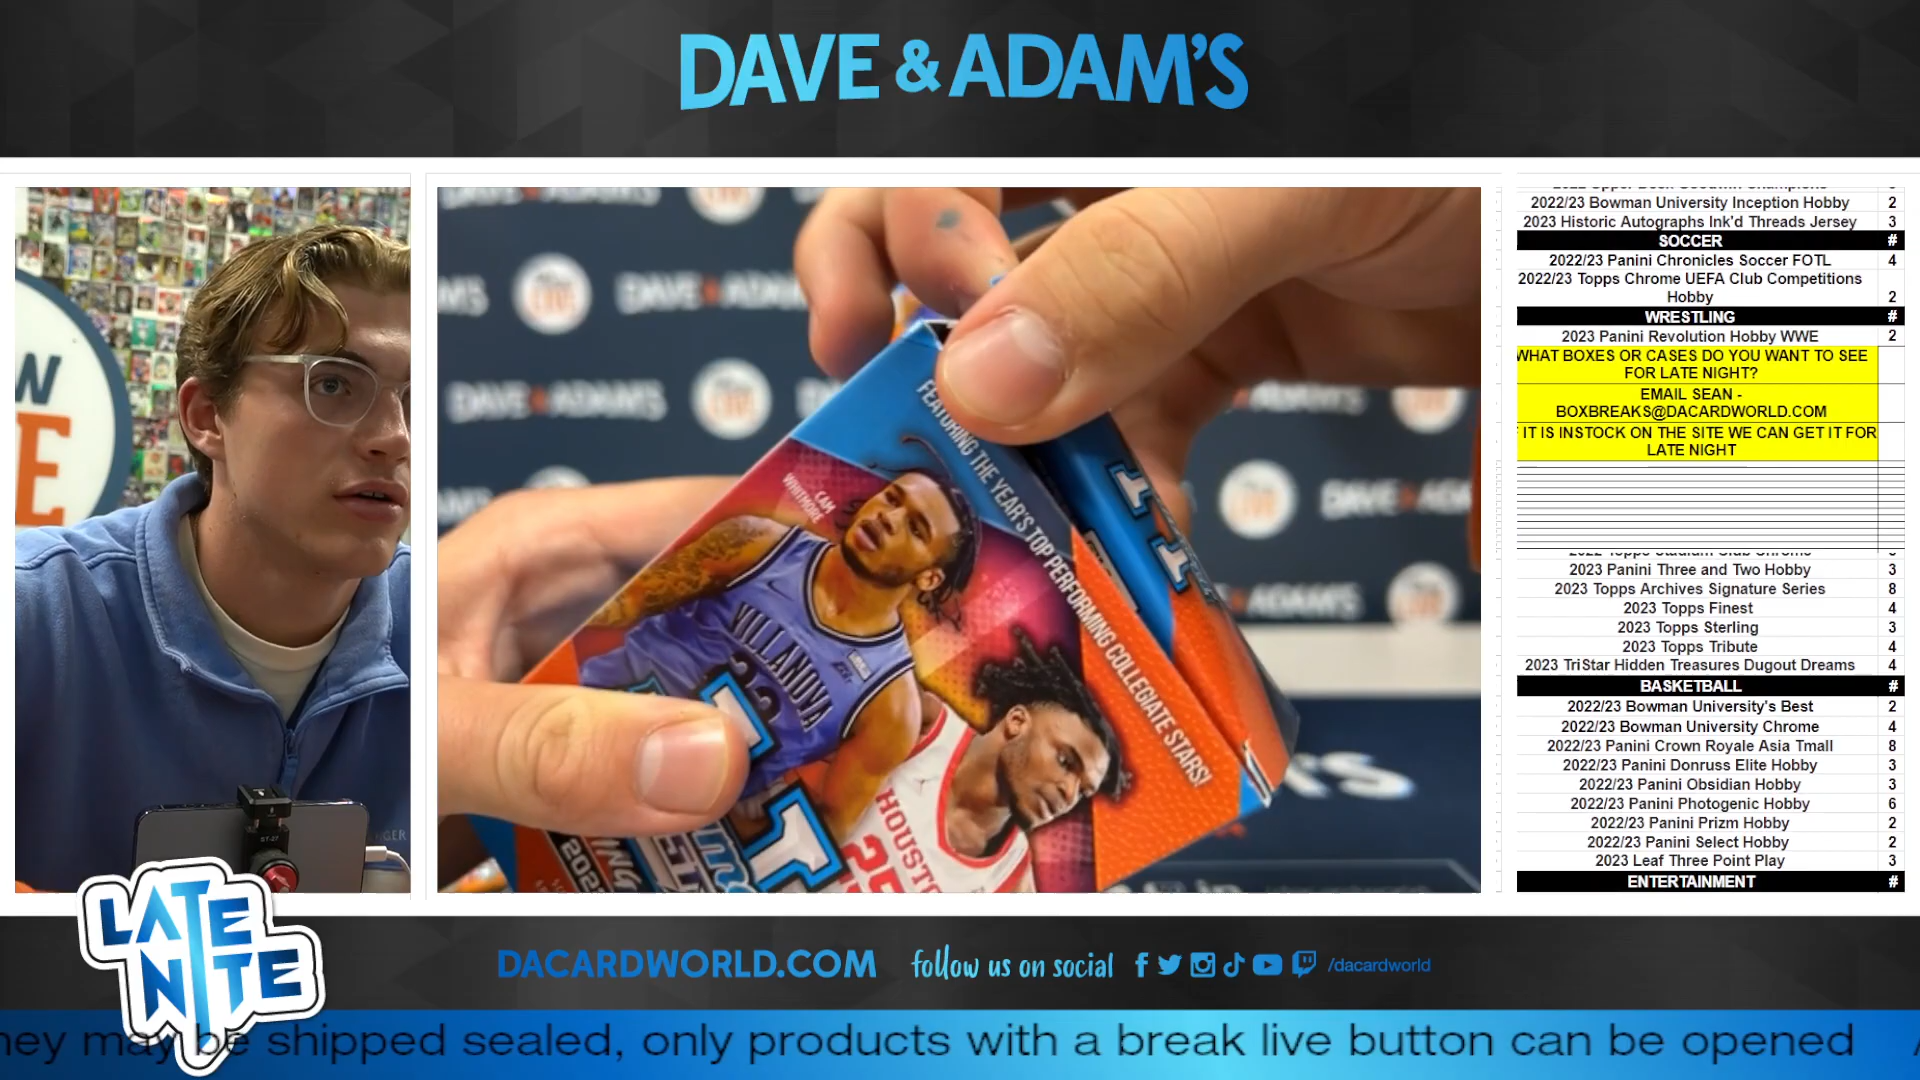 DAVE & ADAM'S
2022/23 Bowman University Inception Hobby 2
2023 Historic Autographs Ink'd Threads Jersey 3
SOCCER #
2022/23 Panini Chronicles Soccer FOTL 4
2022/23 Topps Chrome UEFA Club Competitions
Hobby 2
WRESTLING #
2023 Panini Revolution Hobby WWE 2
WHAT BOXES OR CASES DO YOU WANT TO SEE
FOR LATE NIGHT?
EMAIL SEAN -
BOXBREAKS@DACARDWORLD.COM
IT IS INSTOCK ON THE SITE WE CAN GET IT FOR
LATE NIGHT
2023 Panini Three and Two Hobby 3
2023 Topps Archives Signature Series 8
2023 Topps Finest 4
2023 Topps Sterling 3
2023 Topps Tribute 4
2023 TriStar Hidden Treasures Dugout Dreams 4
BASKETBALL #
2022/23 Bowman University's Best 2
2022/23 Bowman University Chrome 4
2022/23 Panini Crown Royale Asia Tmall 8
2022/23 Panini Donruss Elite Hobby 3
2022/23 Panini Obsidian Hobby 3
2022/23 Panini Photogenic Hobby 6
2022/23 Panini Prizm Hobby 2
2022/23 Panini Select Hobby 2
2023 Leaf Three Point Play 3
ENTERTAINMENT #
FEATURING THE YEAR'S TOP PERFORMING COLLEGIATE STARS!
CAM
WHITMORE
VILLANOVA
22
HOUSTON
DAVE & ADAMS
LATE
NITE
DACARDWORLD.COM follow us on social /dacardworld
hey may be shipped sealed, only products with a break live button can be opened